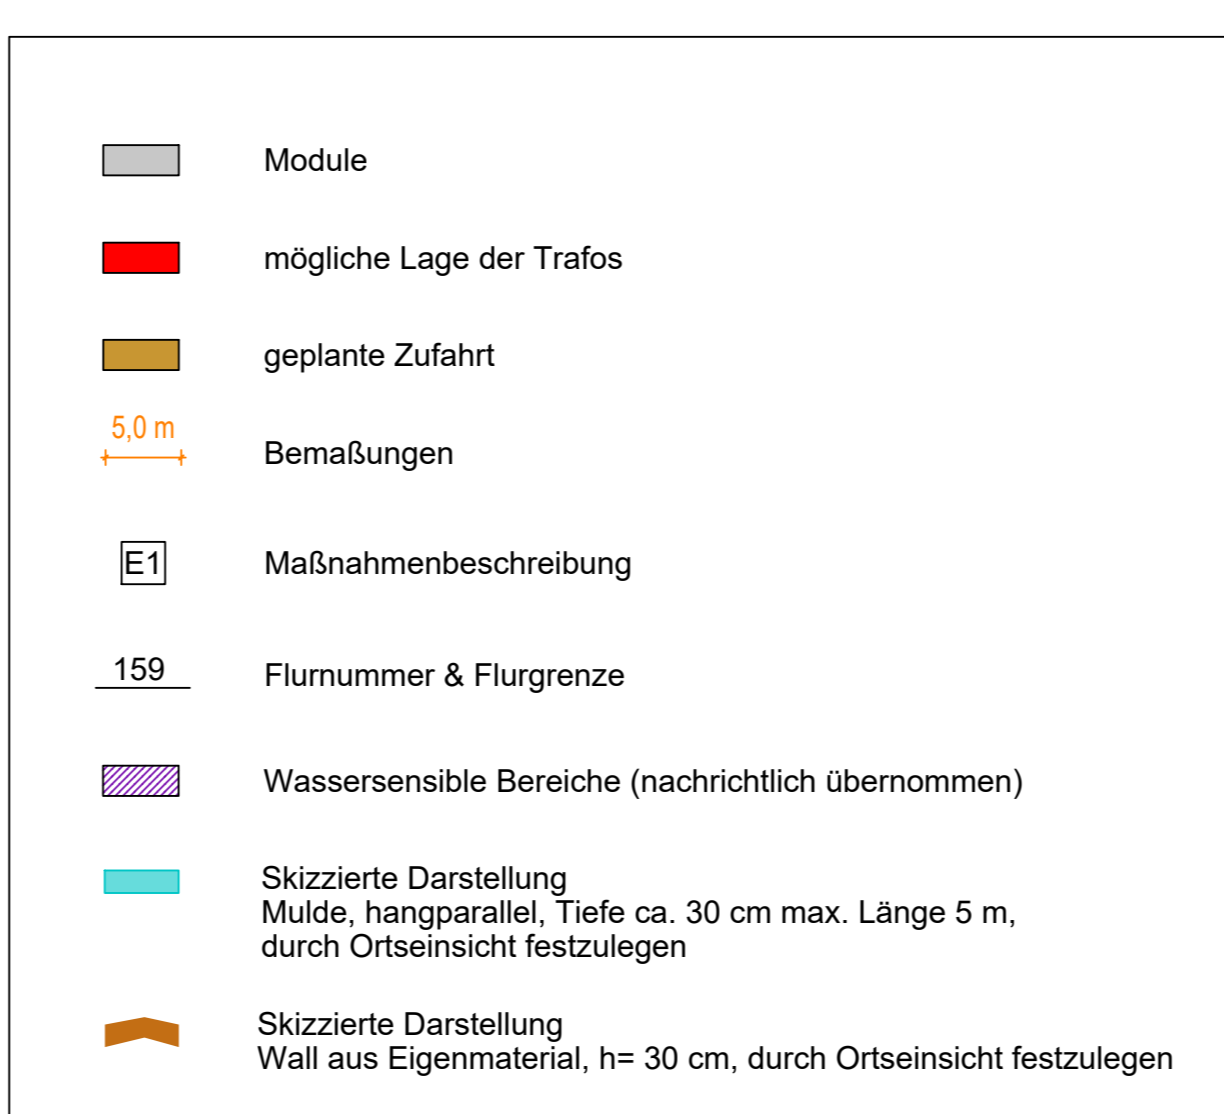 Module
mögliche Lage der Trafos
geplante Zufahrt
5,0 m
Bemaßungen
E1
Maßnahmenbeschreibung
159
Flurnummer & Flurgrenze
Wassersensible Bereiche (nachrichtlich übernommen)
Skizzierte Darstellung
Mulde, hangparallel, Tiefe ca. 30 cm max. Länge 5 m,
durch Ortseinsicht festzulegen
Skizzierte Darstellung
Wall aus Eigenmaterial, h= 30 cm, durch Ortseinsicht festzulegen